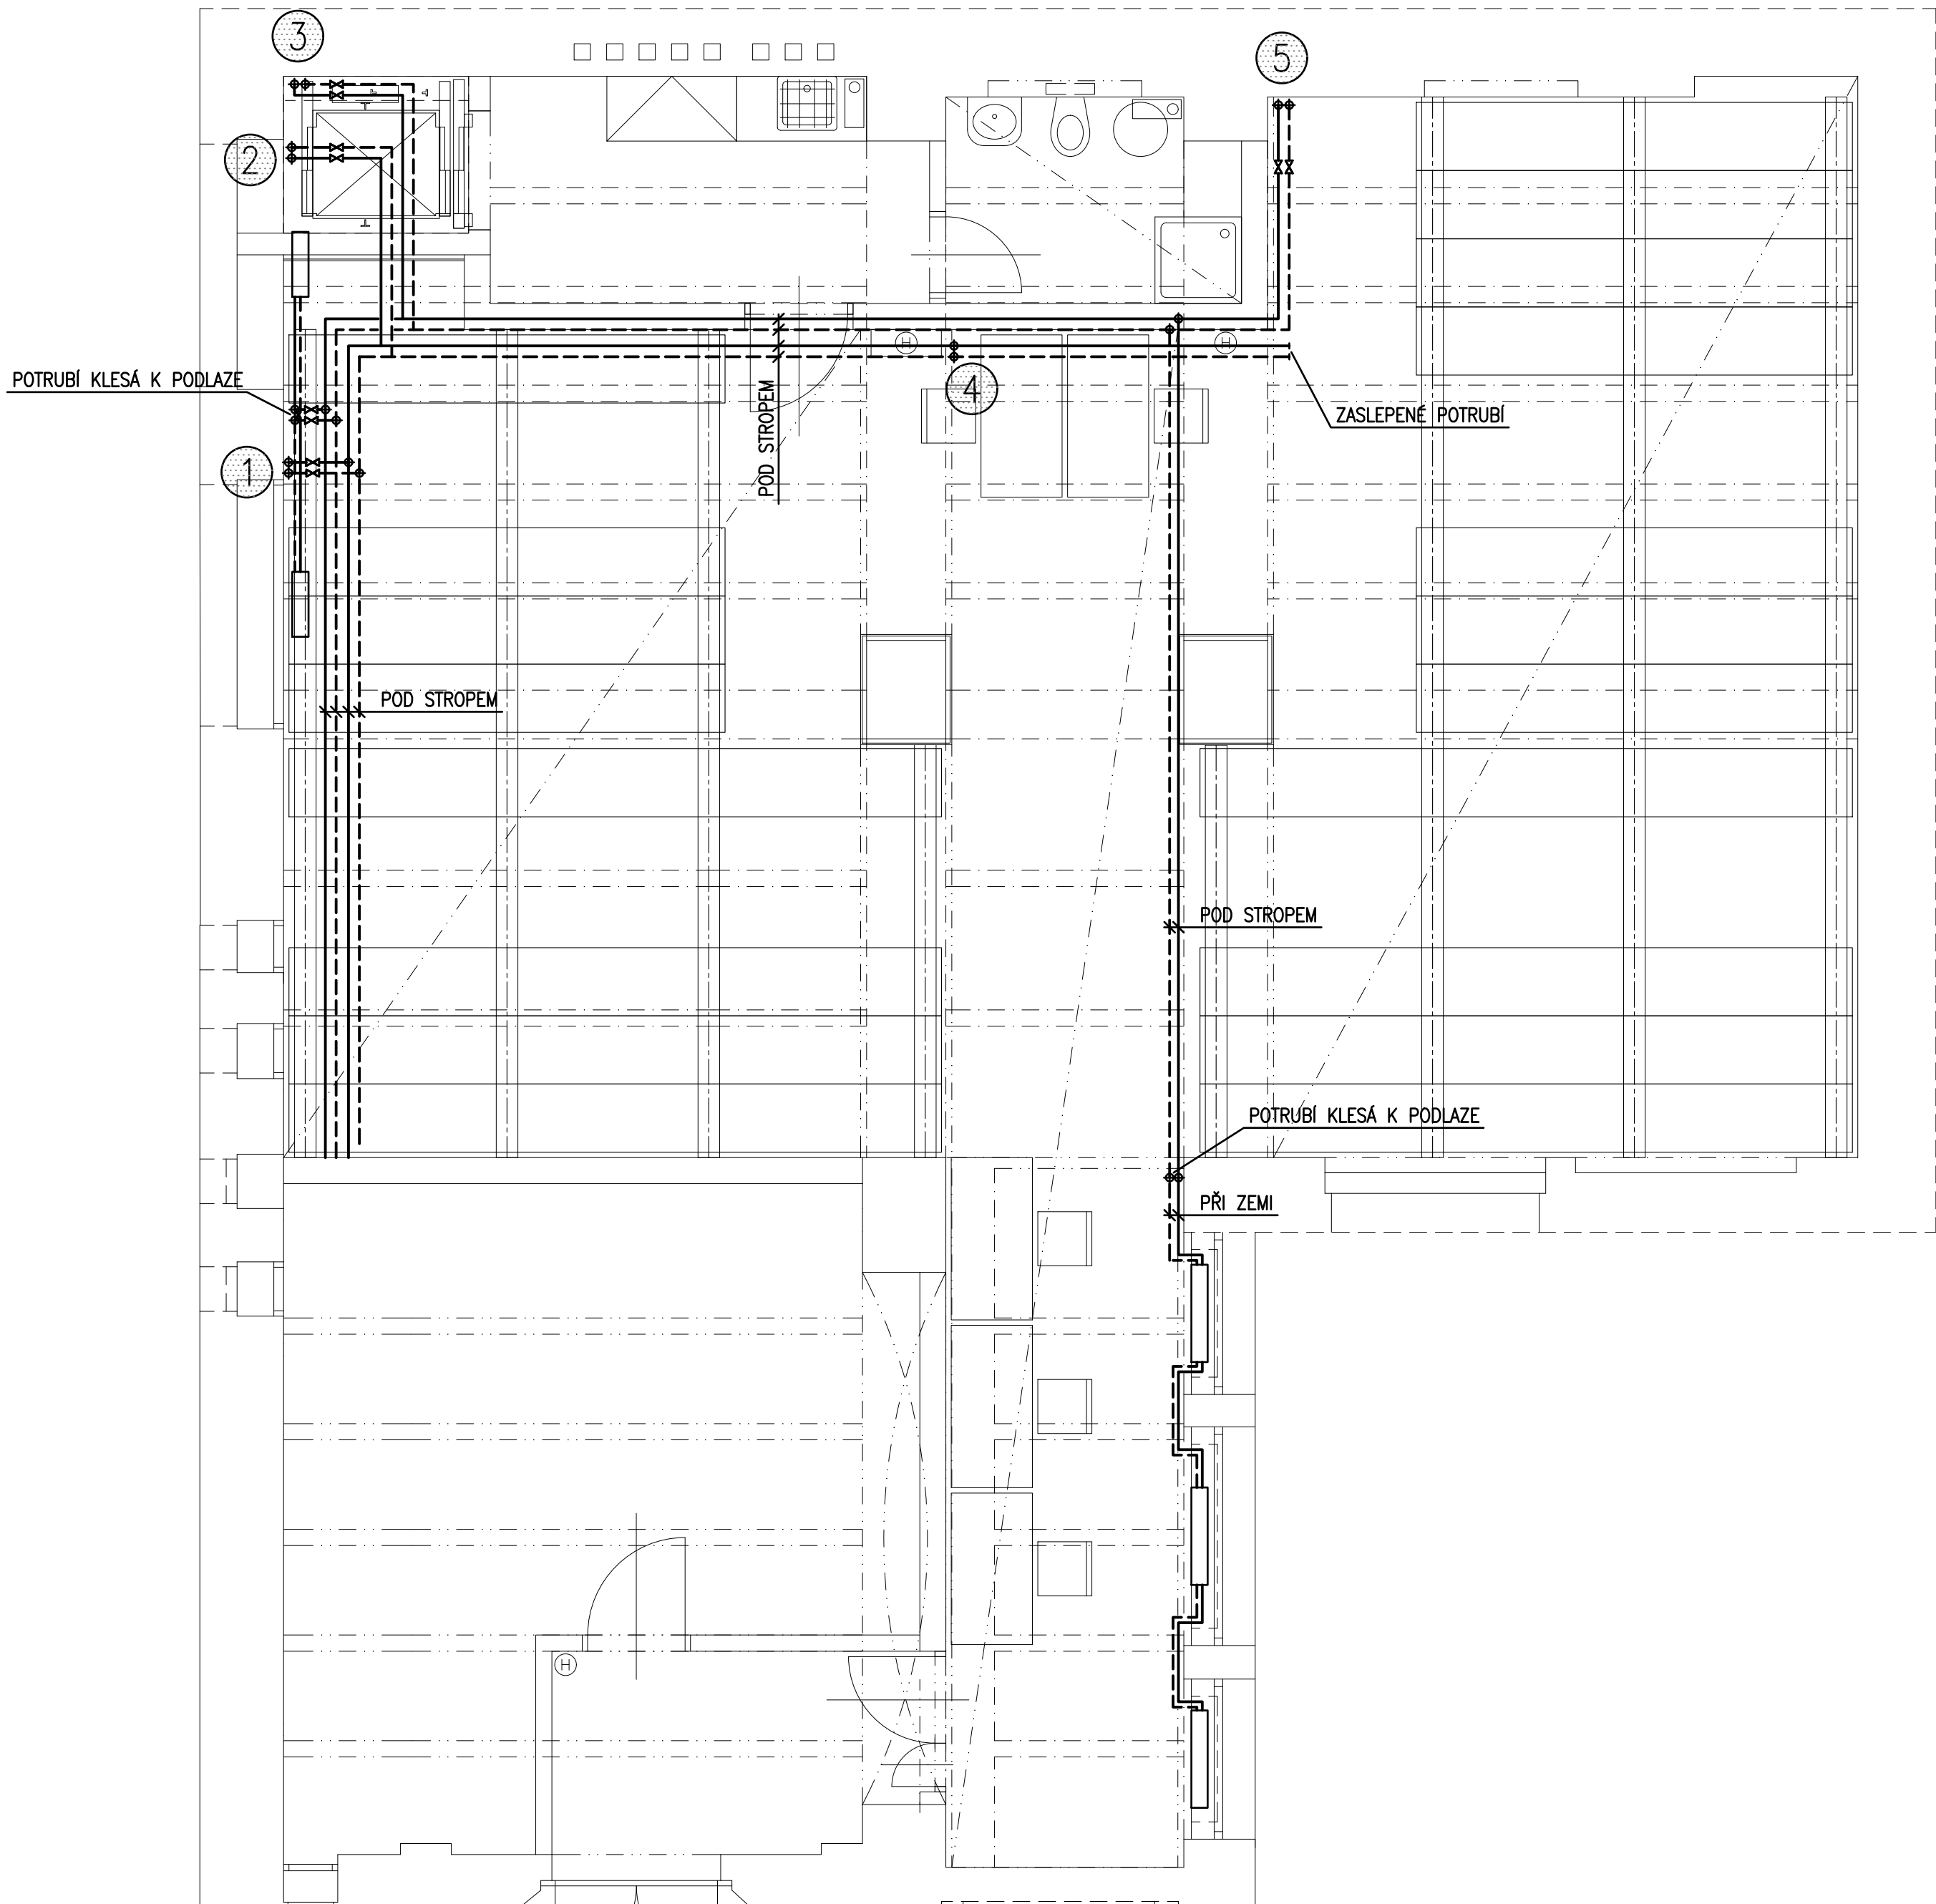 3
5
2
H
H
POTRUBÍ KLESÁ K PODLAZE
4
ZASLEPENÉ POTRUBÍ
POD STROPEM
1
POD STROPEM
POD STROPEM
POTRUBÍ KLESÁ K PODLAZE
PŘI ZEMI
H